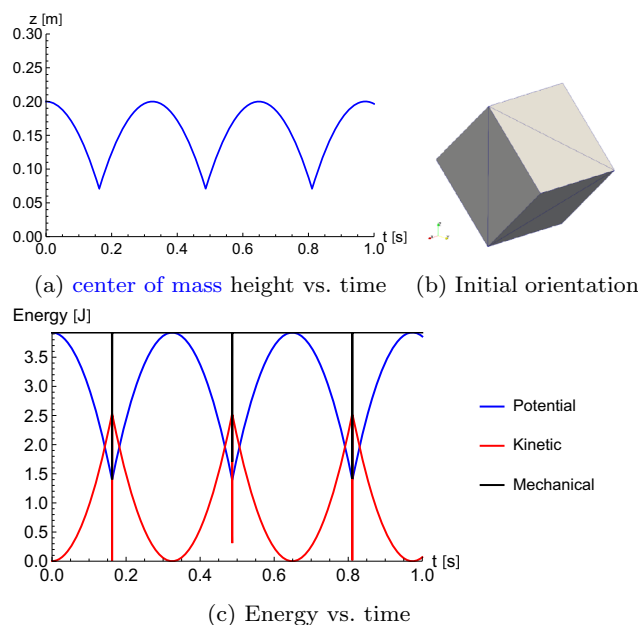 z [m]
0.30
0.25
0.20
0.15
0.10
0.05
0.00
0.0 0.2 0.4 0.6 0.8 1.0
t [s]
(a) center of mass height vs. time
(b) Initial orientation
Energy [J]
3.5
3.0
2.5
2.0
1.5
1.0
0.5
0.0
0.0 0.2 0.4 0.6 0.8 1.0
t [s]
Potential
Kinetic
Mechanical
(c) Energy vs. time